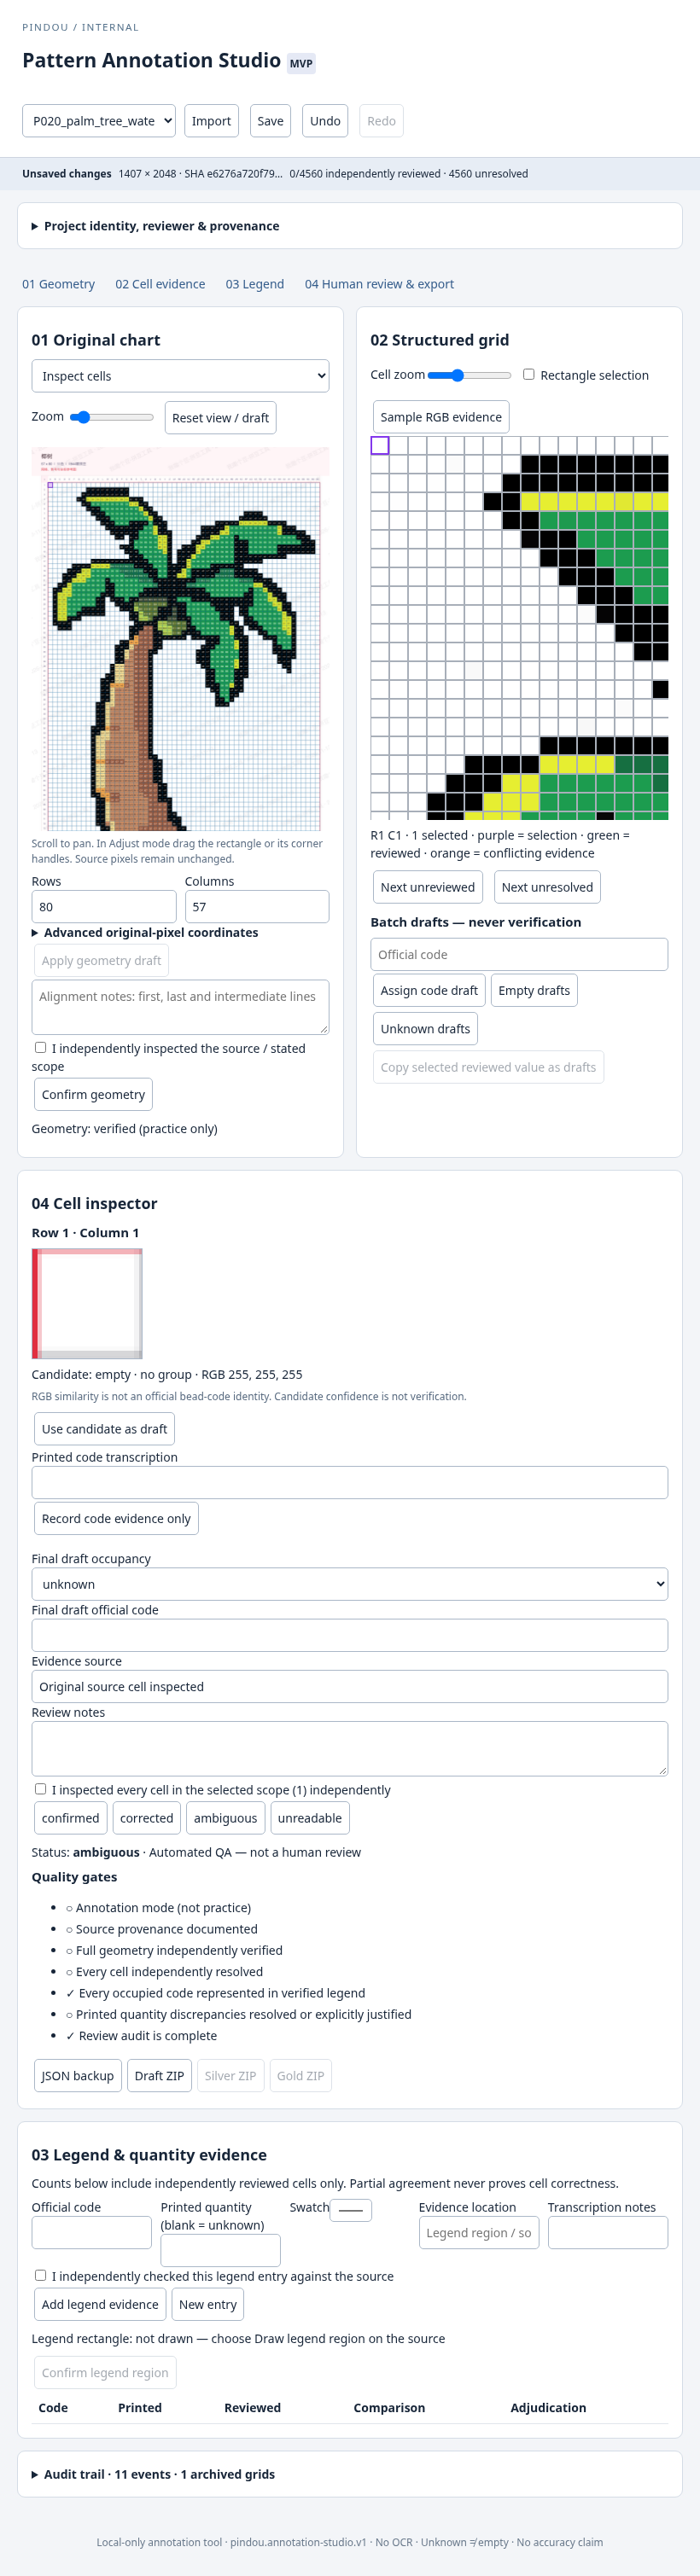 PINDOU / INTERNAL
Pattern Annotation Studio MVP
P020_palm_tree_wate
Import
Save
Undo
Redo
Unsaved changes 1407 × 2048 · SHA e6276a720f79... 0/4560 independently reviewed · 4560 unresolved
▸ Project identity, reviewer & provenance
01 Geometry 02 Cell evidence 03 Legend 04 Human review & export
01 Original chart
Inspect cells
Zoom
Reset view / draft
樱树
Scroll to pan. In Adjust mode drag the rectangle or its corner
handles. Source pixels remain unchanged.
Rows
Columns
80
57
▸ Advanced original-pixel coordinates
Apply geometry draft
Alignment notes: first, last and intermediate lines
I independently inspected the source / stated
scope
Confirm geometry
Geometry: verified (practice only)
02 Structured grid
Cell zoom
Rectangle selection
Sample RGB evidence
R1 C1 · 1 selected · purple = selection · green =
reviewed · orange = conflicting evidence
Next unreviewed
Next unresolved
Batch drafts — never verification
Official code
Assign code draft
Empty drafts
Unknown drafts
Copy selected reviewed value as drafts
04 Cell inspector
Row 1 · Column 1
Candidate: empty · no group · RGB 255, 255, 255
RGB similarity is not an official bead-code identity. Candidate confidence is not verification.
Use candidate as draft
Printed code transcription
Record code evidence only
Final draft occupancy
unknown
Final draft official code
Evidence source
Original source cell inspected
Review notes
I inspected every cell in the selected scope (1) independently
confirmed
corrected
ambiguous
unreadable
Status: ambiguous · Automated QA — not a human review
Quality gates
• ○ Annotation mode (not practice)
• ○ Source provenance documented
• ○ Full geometry independently verified
• ○ Every cell independently resolved
• ✓ Every occupied code represented in verified legend
• ○ Printed quantity discrepancies resolved or explicitly justified
• ✓ Review audit is complete
JSON backup
Draft ZIP
Silver ZIP
Gold ZIP
03 Legend & quantity evidence
Counts below include independently reviewed cells only. Partial agreement never proves cell correctness.
Official code
Printed quantity
(blank = unknown)
Swatch
Evidence location
Legend region / so
Transcription notes
I independently checked this legend entry against the source
Add legend evidence
New entry
Legend rectangle: not drawn — choose Draw legend region on the source
Confirm legend region
Code Printed Reviewed Comparison Adjudication
▸ Audit trail · 11 events · 1 archived grids
Local-only annotation tool · pindou.annotation-studio.v1 · No OCR · Unknown ≠ empty · No accuracy claim